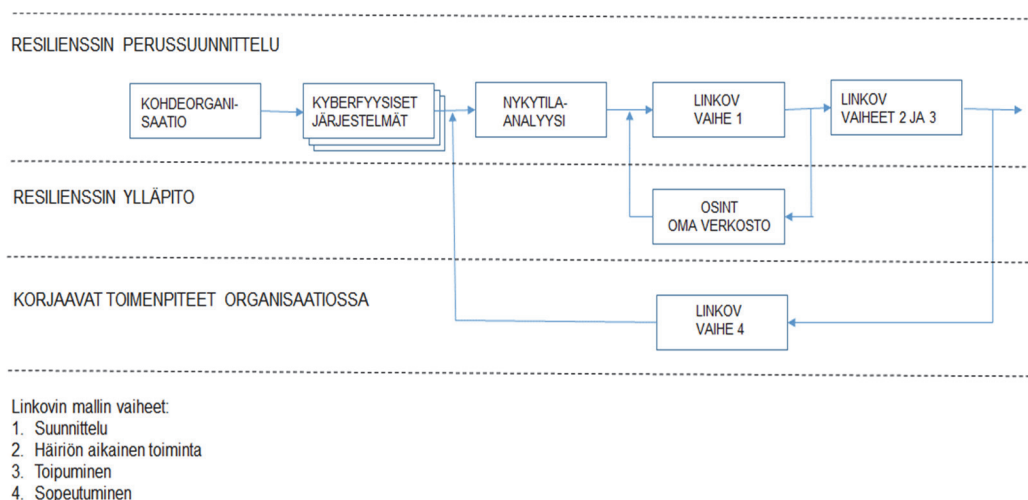 RESILIENSSIN PERUSSUUNNITTELU
KOHDEORGANI-
SAATIO
KYBERFYYSISET
JÄRJESTELMÄT
NYKYTILA-
ANALYYSI
LINKOV
VAIHE 1
LINKOV
VAIHEET 2 JA 3
RESILIENSSIN YLLÄPITO
OSINT
OMA VERKOSTO
KORJAAVAT TOIMENPITEET ORGANISAATIOSSA
LINKOV
VAIHE 4
Linkovin mallin vaiheet:
1. Suunnittelu
2. Häiriön aikainen toiminta
3. Toipuminen
4. Sopeutuminen